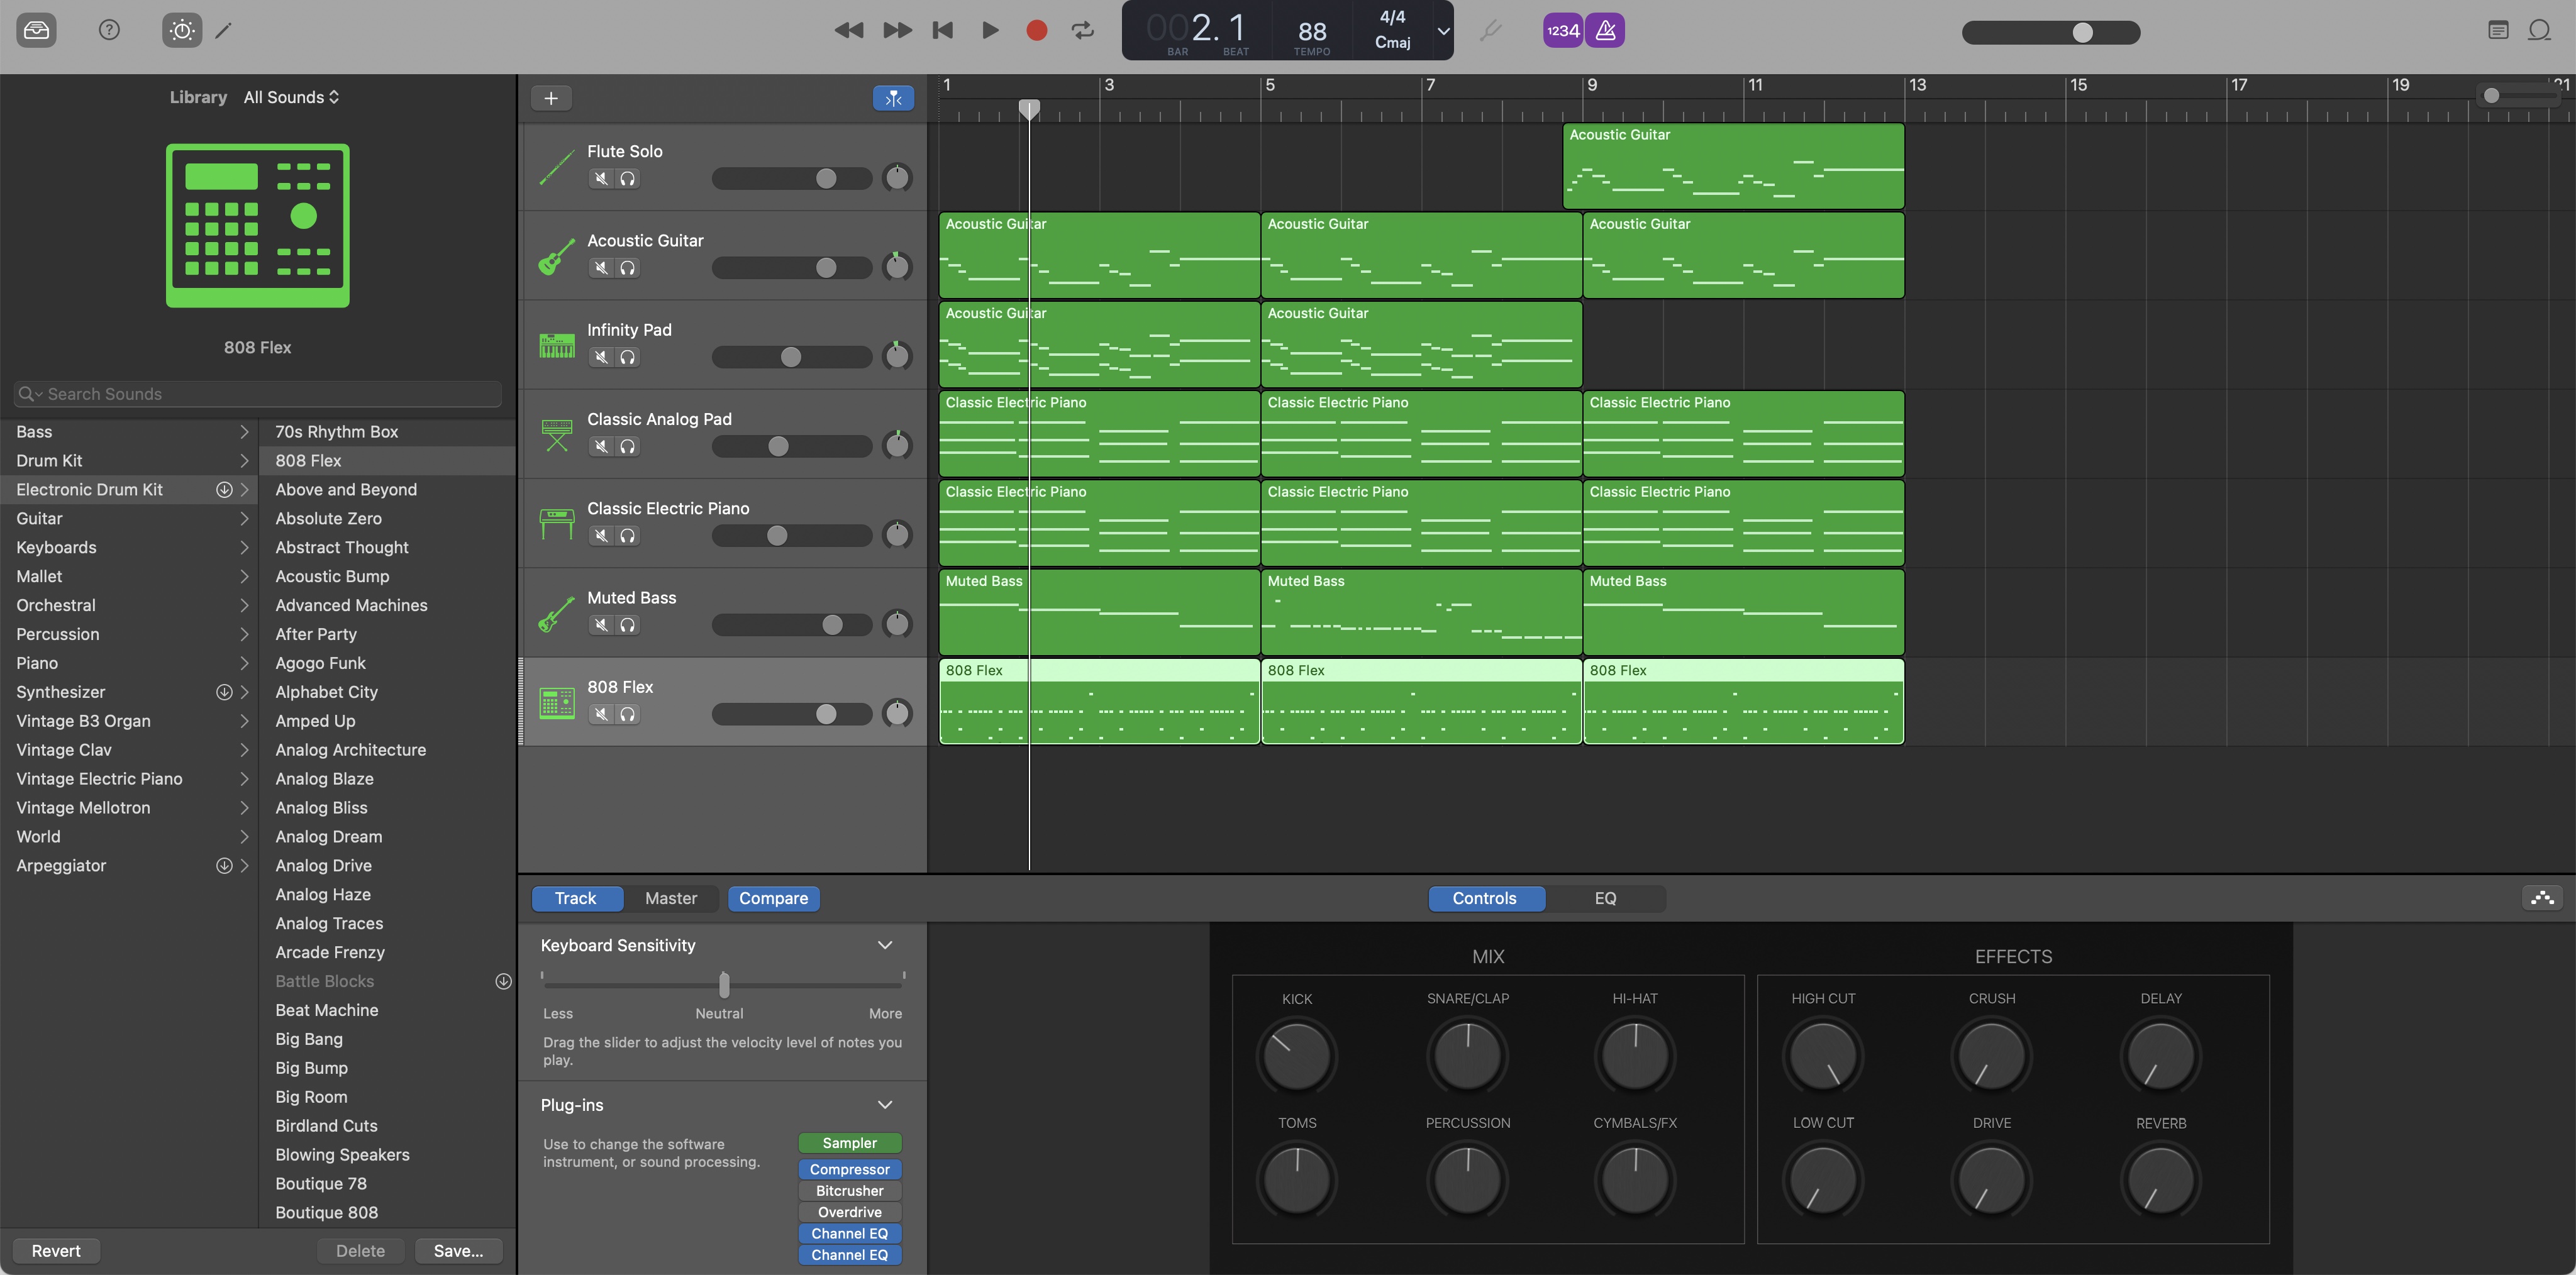 002. 1
BAR BEAT
88
TEMPO
4/4
Cmaj
1234
Library All Sounds
808 Flex
Search Sounds
Bass
Drum Kit
Electronic Drum Kit
Guitar
Keyboards
Mallet
Orchestral
Percussion
Piano
Synthesizer
Vintage B3 Organ
Vintage Clav
Vintage Electric Piano
Vintage Mellotron
World
Arpeggiator
70s Rhythm Box
808 Flex
Above and Beyond
Absolute Zero
Abstract Thought
Acoustic Bump
Advanced Machines
After Party
Agogo Funk
Alphabet City
Amped Up
Analog Architecture
Analog Blaze
Analog Bliss
Analog Dream
Analog Drive
Analog Haze
Analog Traces
Arcade Frenzy
Battle Blocks
Beat Machine
Big Bang
Big Bump
Big Room
Birdland Cuts
Blowing Speakers
Boutique 78
Boutique 808
Revert Delete Save...
1 3 5 7 9 11 13 15 17 19 21
Flute Solo
Acoustic Guitar
Acoustic Guitar
Acoustic Guitar Acoustic Guitar Acoustic Guitar
Infinity Pad
Acoustic Guitar Acoustic Guitar
Classic Analog Pad
Classic Electric Piano Classic Electric Piano Classic Electric Piano
Classic Electric Piano
Classic Electric Piano Classic Electric Piano Classic Electric Piano
Muted Bass
Muted Bass Muted Bass Muted Bass
808 Flex
808 Flex 808 Flex 808 Flex
Track Master Compare
Controls EQ
Keyboard Sensitivity
Less Neutral More
Drag the slider to adjust the velocity level of notes you
play.
Plug-ins
Use to change the software
instrument, or sound processing.
Sampler
Compressor
Bitcrusher
Overdrive
Channel EQ
Channel EQ
MIX
KICK SNARE/CLAP HI-HAT
TOMS PERCUSSION CYMBALS/FX
EFFECTS
HIGH CUT CRUSH DELAY
LOW CUT DRIVE REVERB